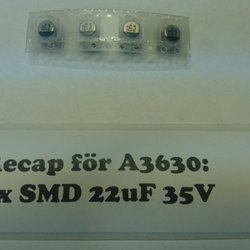 ecap för A3630:
x SMD 22uF 35V